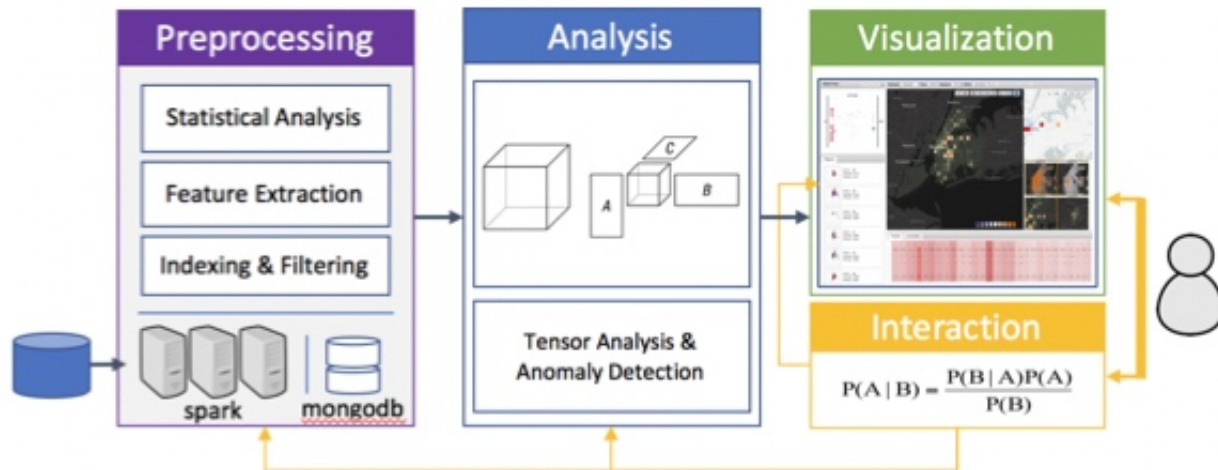 Preprocessing
Statistical Analysis
Feature Extraction
Indexing & Filtering
spark
mongodb
Analysis
A
B
C
Tensor Analysis &
Anomaly Detection
Visualization
Interaction
P(A | B) = P(B | A)P(A) / P(B)